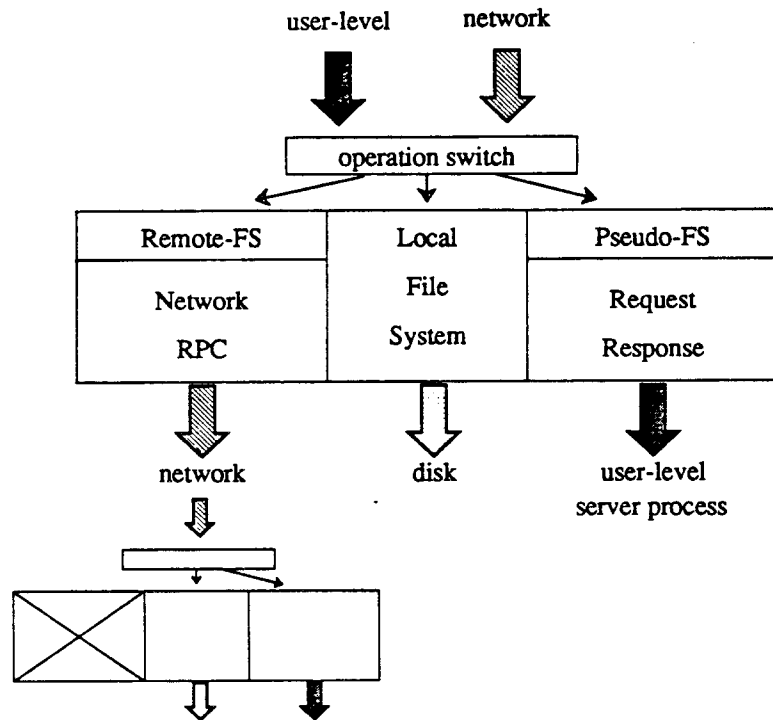 user-level
network
operation switch
Remote-FS
Network
RPC
Local
File
System
Pseudo-FS
Request
Response
network
disk
user-level
server process